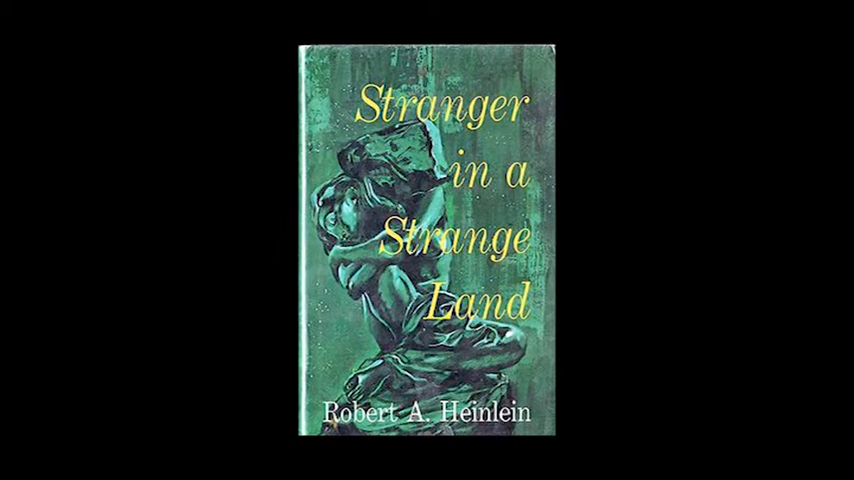 Stranger
in a
Strange
Land
Robert A. Heinlein